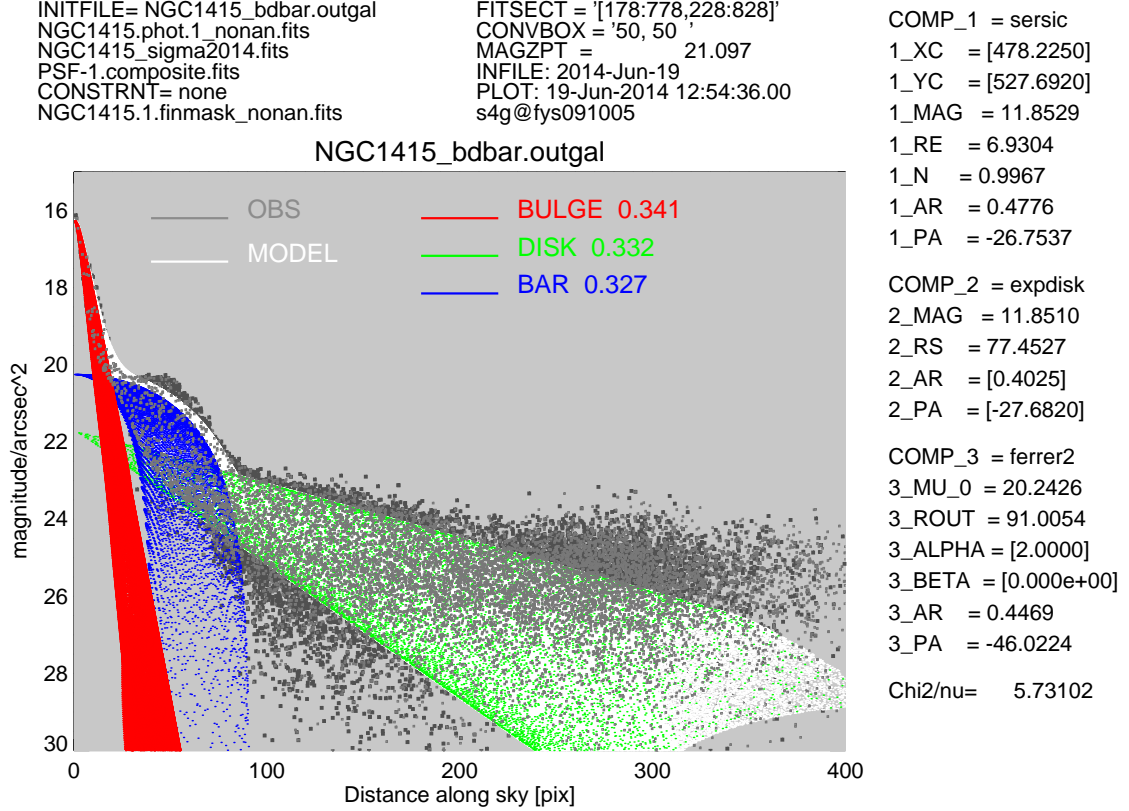 INITFILE= NGC1415_bdbar.outgal
NGC1415.phot.1_nonan.fits
NGC1415_sigma2014.fits
PSF-1.composite.fits
CONSTRNT= none
NGC1415.1.finmask_nonan.fits
FITSECT = '[178:778,228:828]'
CONVBOX = '50, 50 '
MAGZPT = 21.097
INFILE: 2014-Jun-19
PLOT: 19-Jun-2014 12:54:36.00
s4g@fys091005
NGC1415_bdbar.outgal
OBS
MODEL
BULGE 0.341
DISK 0.332
BAR 0.327
magnitude/arcsec^2
16
18
20
22
24
26
28
30
0 100 200 300 400
Distance along sky [pix]
COMP_1 = sersic
1_XC = [478.2250]
1_YC = [527.6920]
1_MAG = 11.8529
1_RE = 6.9304
1_N = 0.9967
1_AR = 0.4776
1_PA = -26.7537
COMP_2 = expdisk
2_MAG = 11.8510
2_RS = 77.4527
2_AR = [0.4025]
2_PA = [-27.6820]
COMP_3 = ferrer2
3_MU_0 = 20.2426
3_ROUT = 91.0054
3_ALPHA = [2.0000]
3_BETA = [0.000e+00]
3_AR = 0.4469
3_PA = -46.0224
Chi2/nu= 5.73102